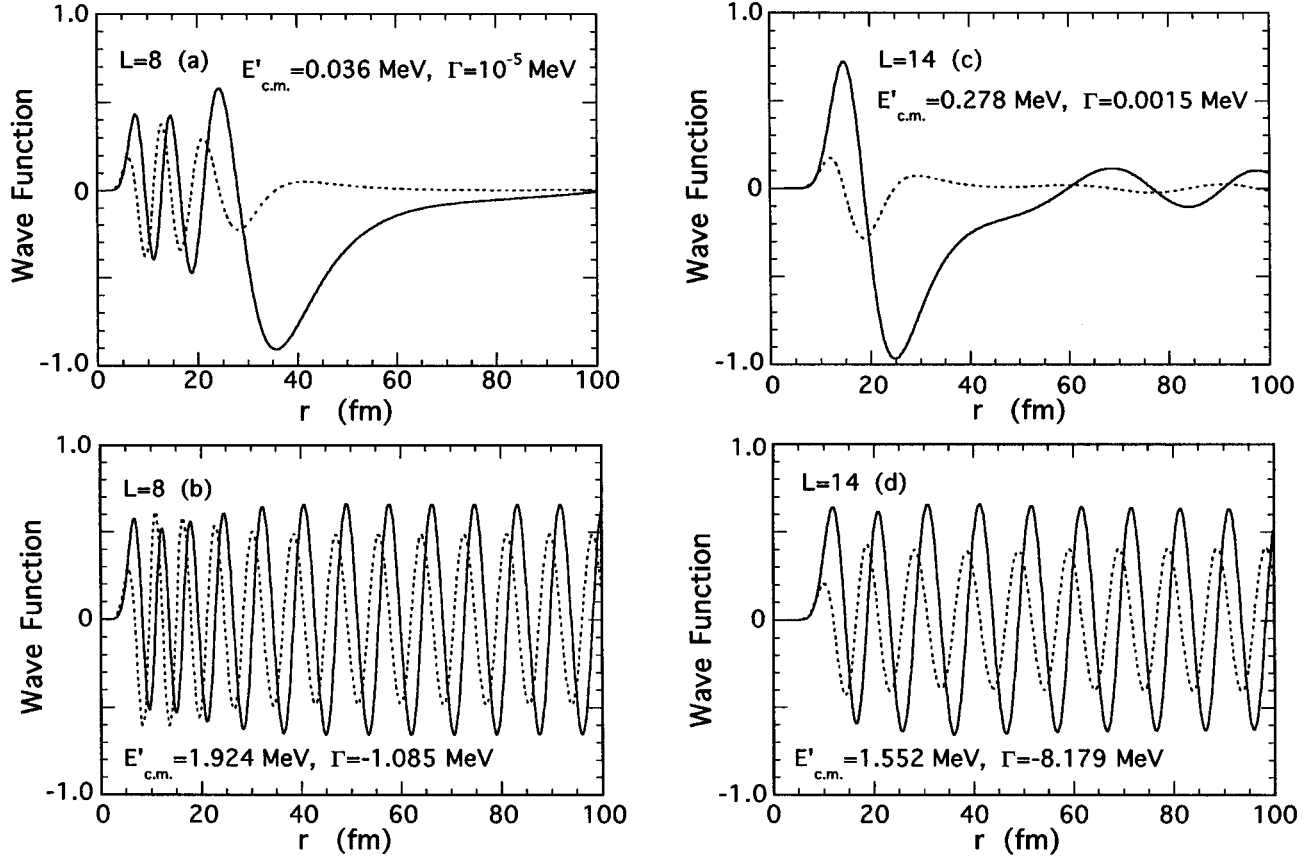 1.0
L=8 (a)
E'c.m.=0.036 MeV, Γ=10-5 MeV
Wave Function
0
-1.0
0 20 40 60 80 100
r (fm)
1.0
L=14 (c)
E'c.m.=0.278 MeV, Γ=0.0015 MeV
Wave Function
0
-1.0
0 20 40 60 80 100
r (fm)
1.0
L=8 (b)
Wave Function
0
E'c.m.=1.924 MeV, Γ=-1.085 MeV
-1.0
0 20 40 60 80 100
r (fm)
1.0
L=14 (d)
Wave Function
0
E'c.m.=1.552 MeV, Γ=-8.179 MeV
-1.0
0 20 40 60 80 100
r (fm)